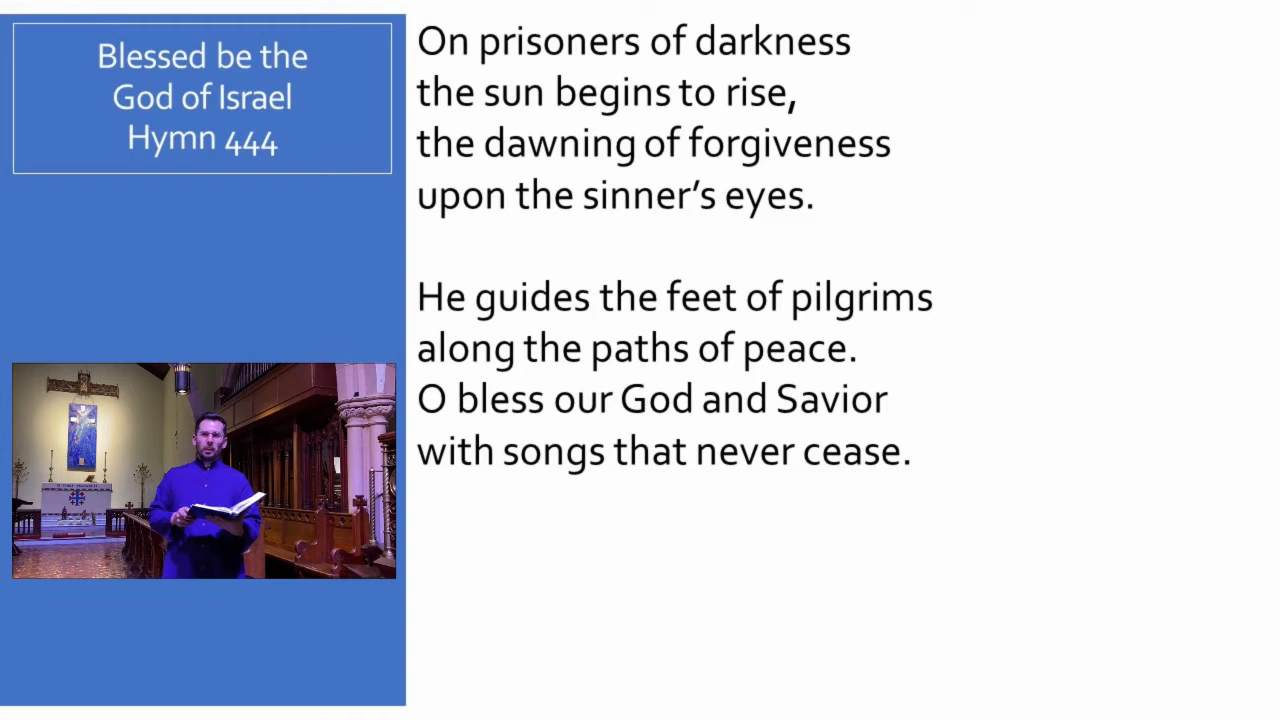 Blessed be the
God of Israel
Hymn 444
On prisoners of darkness
the sun begins to rise,
the dawning of forgiveness
upon the sinner’s eyes.
He guides the feet of pilgrims
along the paths of peace.
O bless our God and Savior
with songs that never cease.